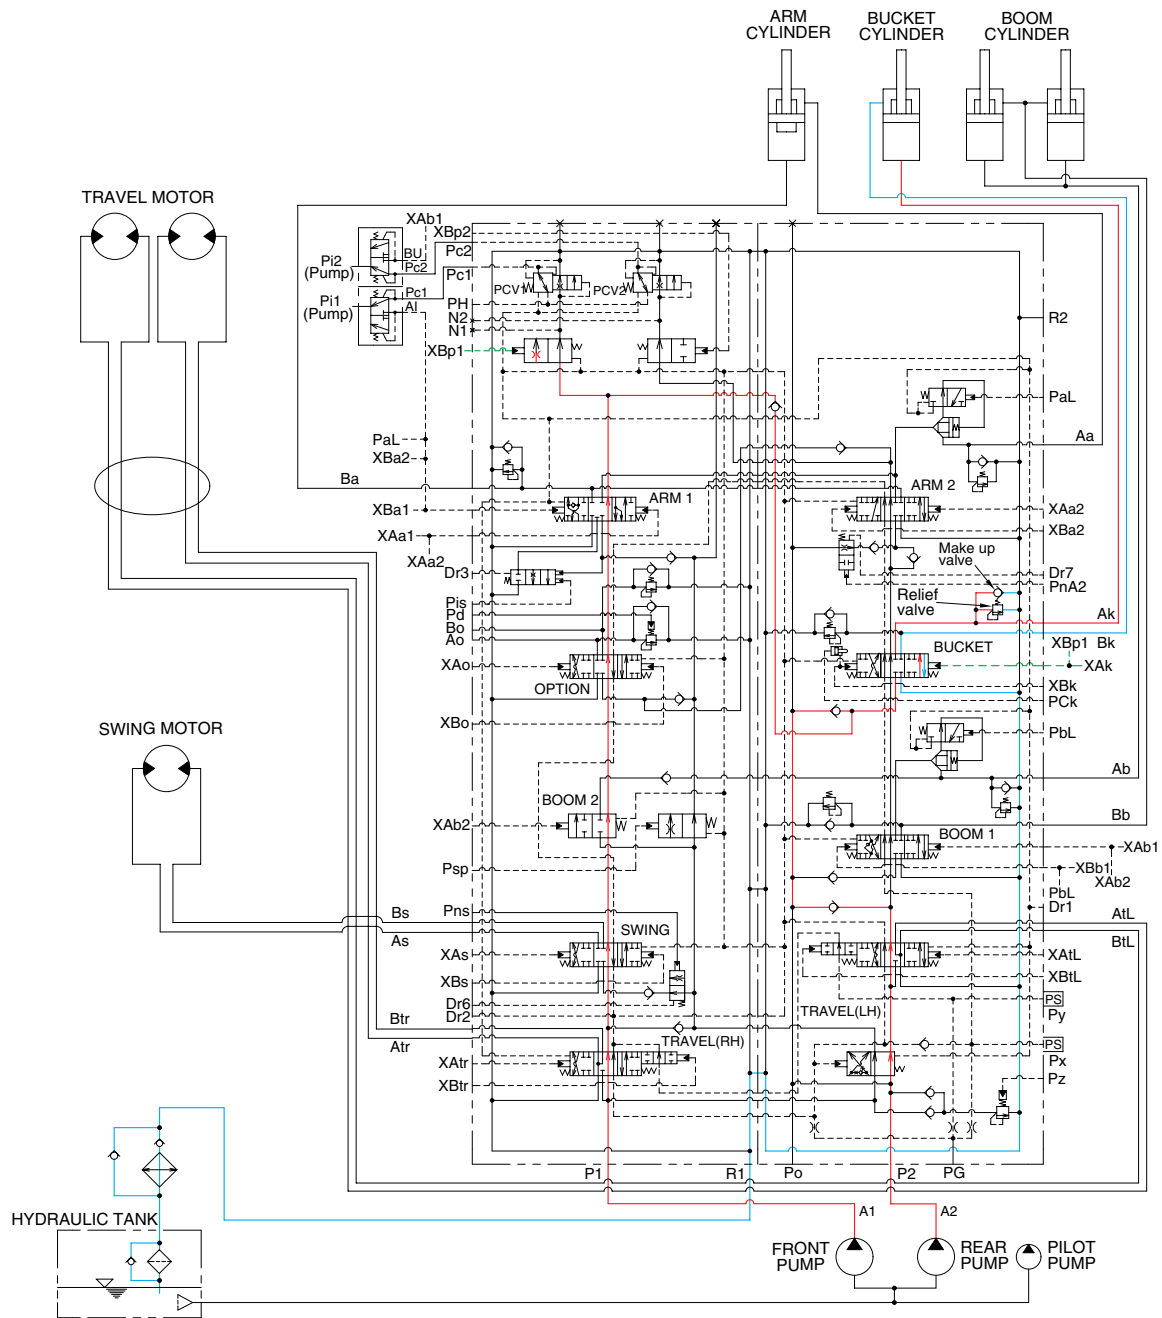 ARM
CYLINDER
BUCKET
CYLINDER
BOOM
CYLINDER
TRAVEL MOTOR
XAb1
XBp2
Pc2
Pc1
Pi2
(Pump)
BU
Pc2
Pi1
(Pump)
Pc1
AI
PCV1
PCV2
PH
N2
N1
XBp1
R2
PaL
Aa
PaL
XBa2
Ba
XBa1
XAa1
XAa2
ARM 1
ARM 2
XAa2
XBa2
Make up
valve
Relief
valve
Dr7
PnA2
Ak
Dr3
Pis
Pd
Bo
Ao
XAo
OPTION
XBo
BUCKET
XBp1
Bk
XAk
XBk
PCk
PbL
SWING MOTOR
Ab
Bb
BOOM 2
XAb2
Psp
BOOM 1
XAb1
XBb1
XAb2
PbL
Dr1
Pns
Bs
As
SWING
XAs
XBs
Dr6
Dr2
AtL
BtL
XAtL
XBtL
PS
Py
TRAVEL(LH)
TRAVEL(RH)
Btr
Atr
XAtr
XBtr
PS
Px
Pz
P1
R1
Po
P2
PG
A1
A2
HYDRAULIC TANK
FRONT
PUMP
REAR
PUMP
PILOT
PUMP